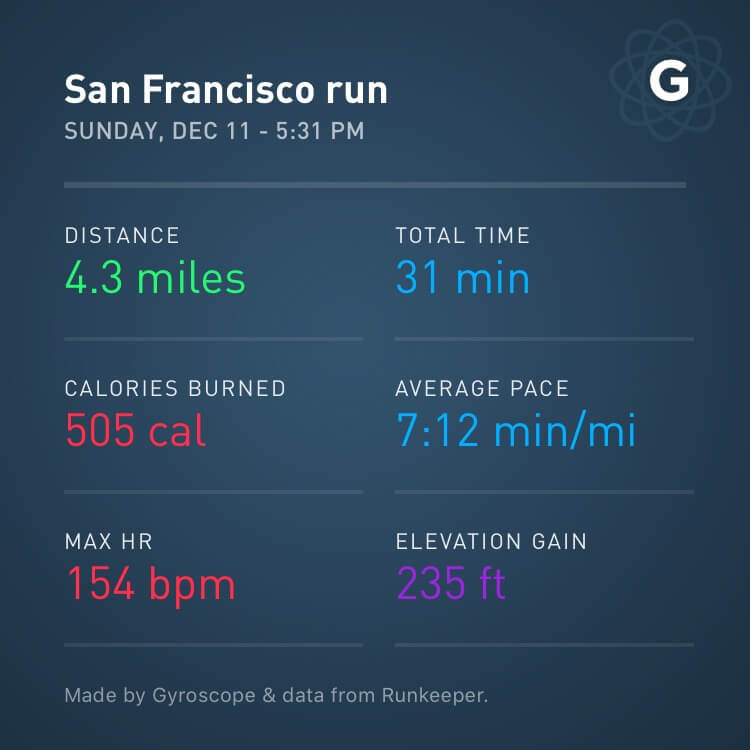 G
San Francisco run
SUNDAY, DEC 11 - 5:31 PM
DISTANCE
4.3 miles
TOTAL TIME
31 min
CALORIES BURNED
505 cal
AVERAGE PACE
7:12 min/mi
MAX HR
154 bpm
ELEVATION GAIN
235 ft
Made by Gyroscope & data from Runkeeper.